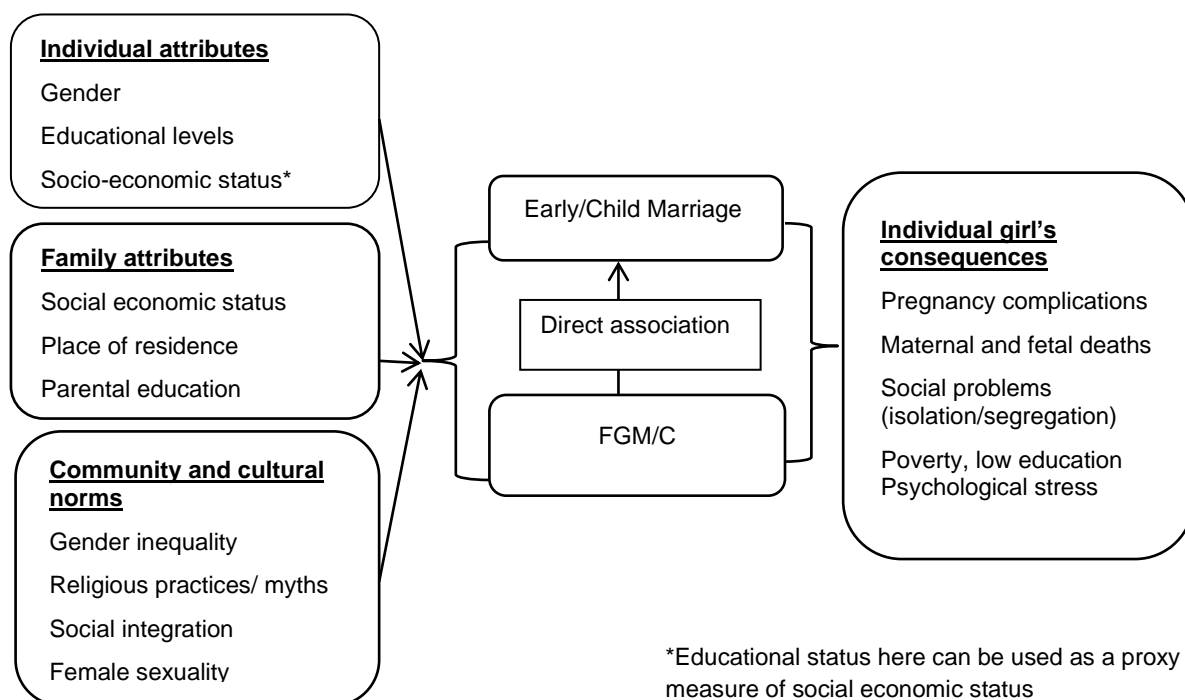 Individual attributes
Gender
Educational levels
Socio-economic status*
Family attributes
Social economic status
Place of residence
Parental education
Community and cultural
norms
Gender inequality
Religious practices/ myths
Social integration
Female sexuality
Early/Child Marriage
Direct association
FGM/C
Individual girl’s
consequences
Pregnancy complications
Maternal and fetal deaths
Social problems
(isolation/segregation)
Poverty, low education
Psychological stress
*Educational status here can be used as a proxy
measure of social economic status